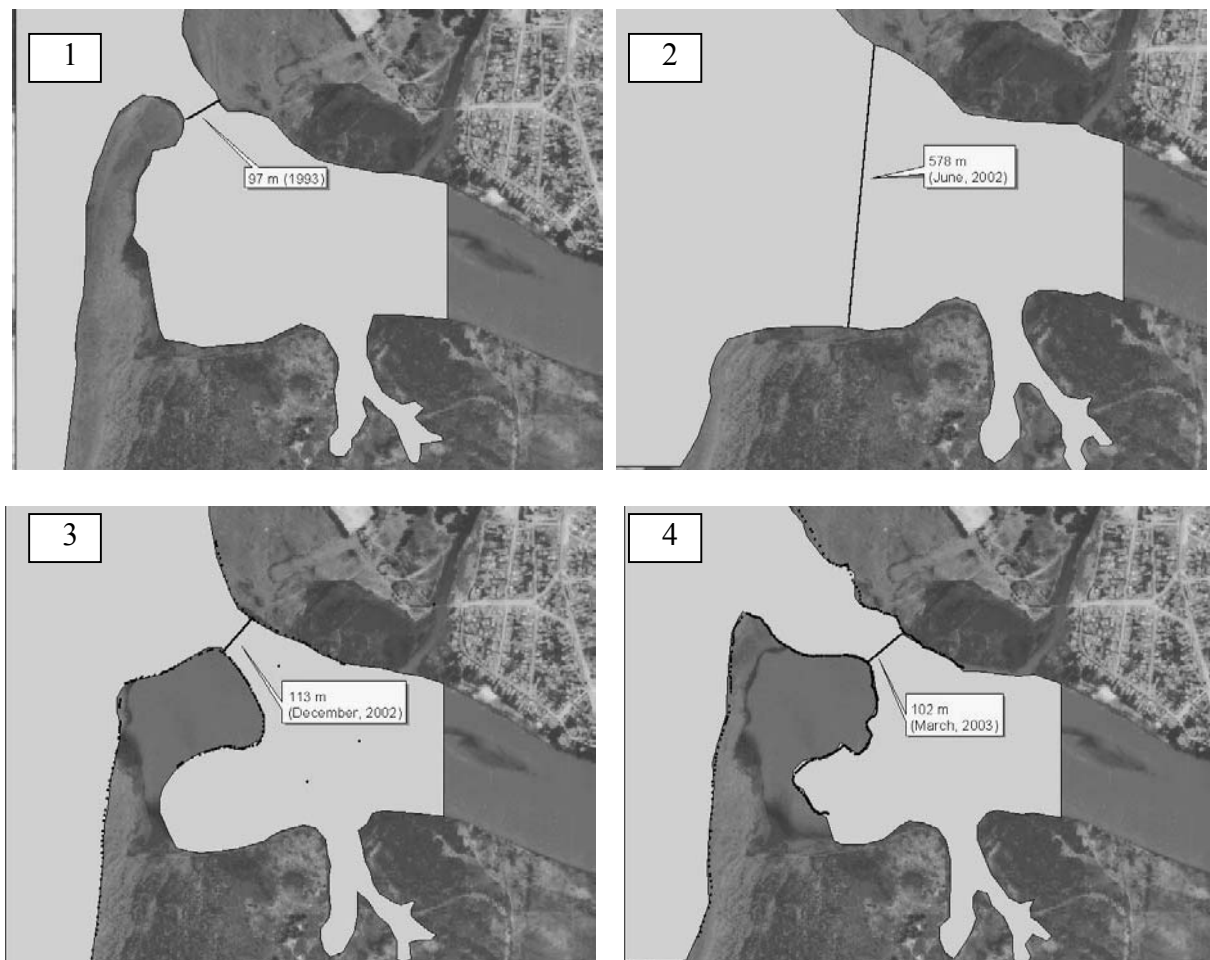 1
97 m (1993)
2
578 m
(June, 2002)
3
113 m
(December, 2002)
4
102 m
(March, 2003)